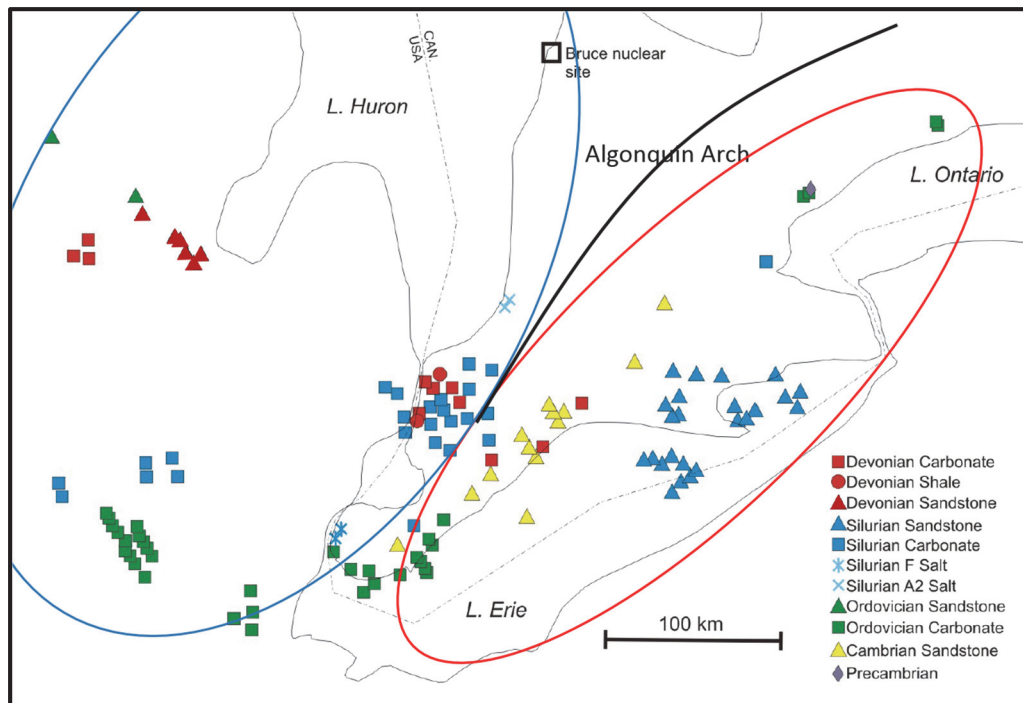 CAN
USA
Bruce nuclear
site
L. Huron
Algonquin Arch
L. Ontario
L. Erie
100 km
Devonian Carbonate
Devonian Shale
Devonian Sandstone
Silurian Sandstone
Silurian Carbonate
Silurian F Salt
Silurian A2 Salt
Ordovician Sandstone
Ordovician Carbonate
Cambrian Sandstone
Precambrian